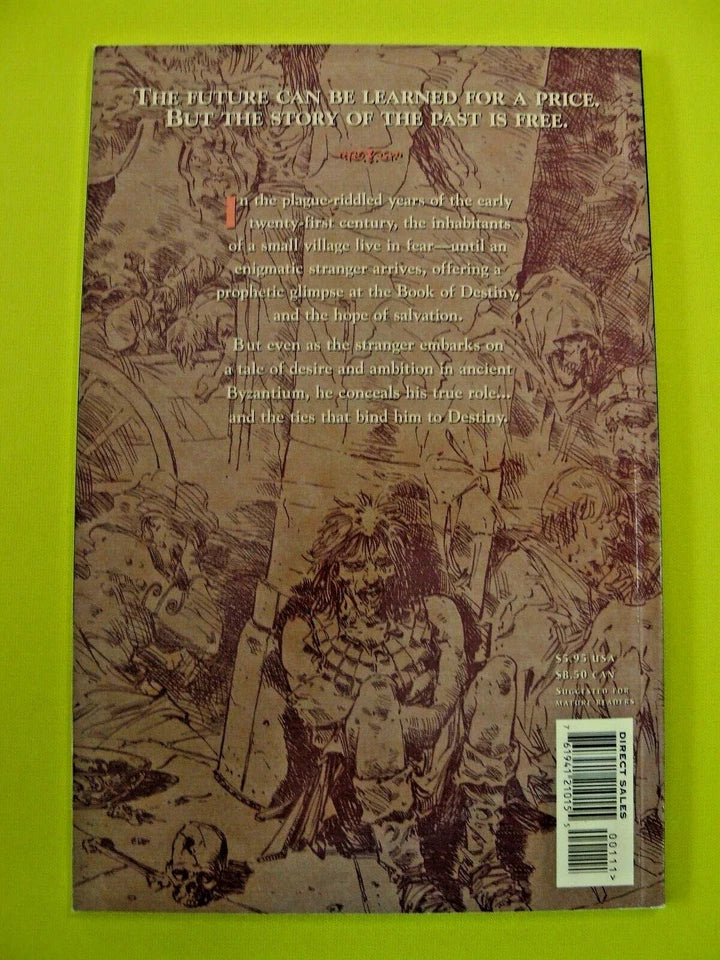 THE FUTURE CAN BE LEARNED FOR A PRICE.
BUT THE STORY OF THE PAST IS FREE.
In the plague-riddled years of the early
twenty-first century, the inhabitants
of a small village live in fear—until an
enigmatic stranger arrives, offering a
prophetic glimpse at the Book of Destiny,
and the hope of salvation.
But even as the stranger embarks on
a tale of desire and ambition in ancient
Byzantium, he conceals his true role...
and the ties that bind him to Destiny.
$5.95 USA
$8.50 CAN
SUGGESTED FOR
MATURE READERS
DIRECT SALES
7 61941 21015 5
00111>